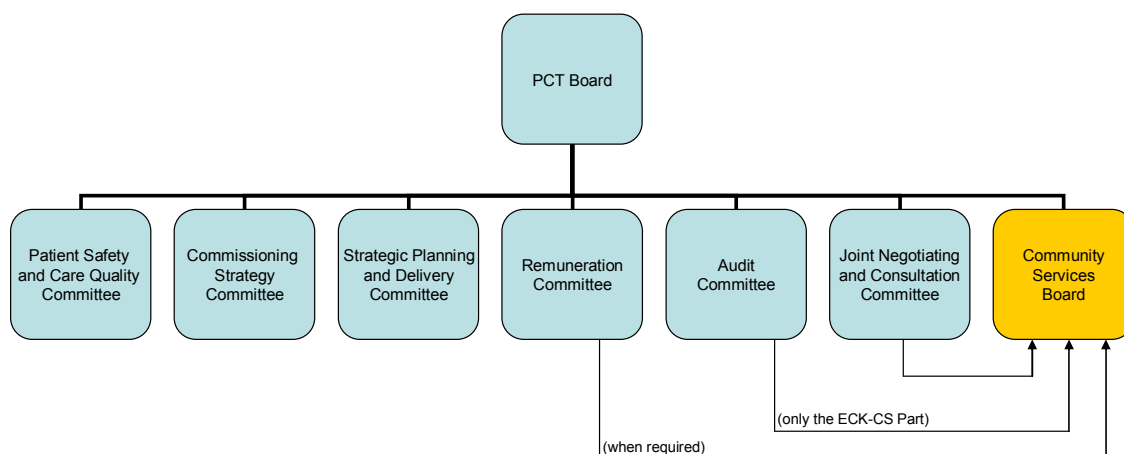 PCT Board
Patient Safety
and Care Quality
Committee
Commissioning
Strategy
Committee
Strategic Planning
and Delivery
Committee
Remuneration
Committee
Audit
Committee
Joint Negotiating
and Consultation
Committee
Community
Services
Board
(only the ECK-CS Part)
(when required)